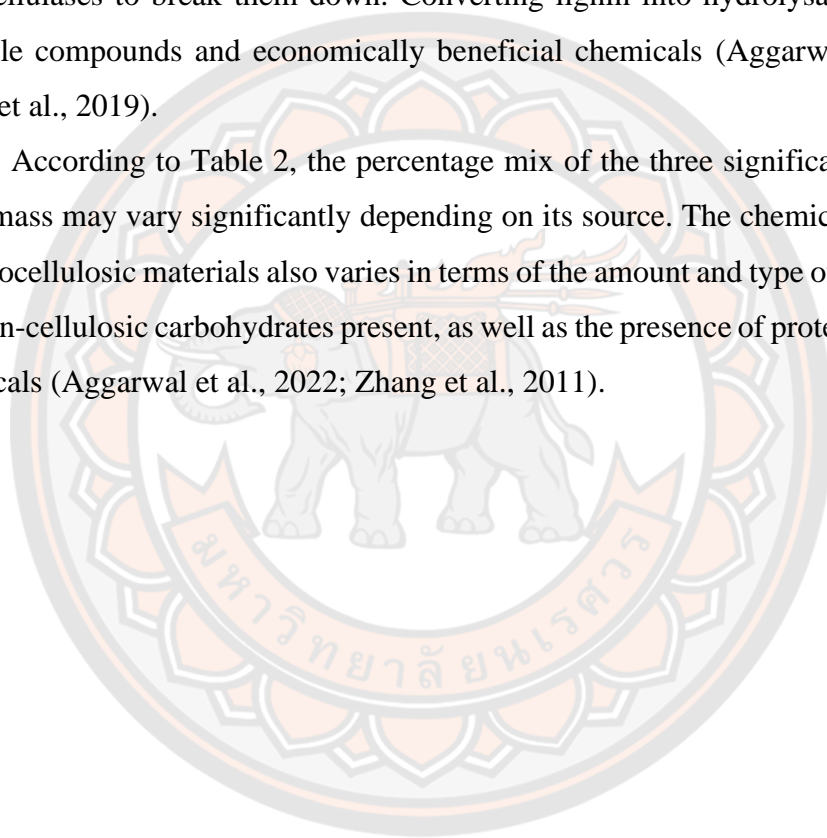 cellulases to break them down. Converting lignin into hydrolysa
le compounds and economically beneficial chemicals (Aggarw
et al., 2019).
According to Table 2, the percentage mix of the three significa
mass may vary significantly depending on its source. The chemic
ocellulosic materials also varies in terms of the amount and type o
n-cellulosic carbohydrates present, as well as the presence of prote
cals (Aggarwal et al., 2022; Zhang et al., 2011).
มหาวิทยาลัยนเรศวร